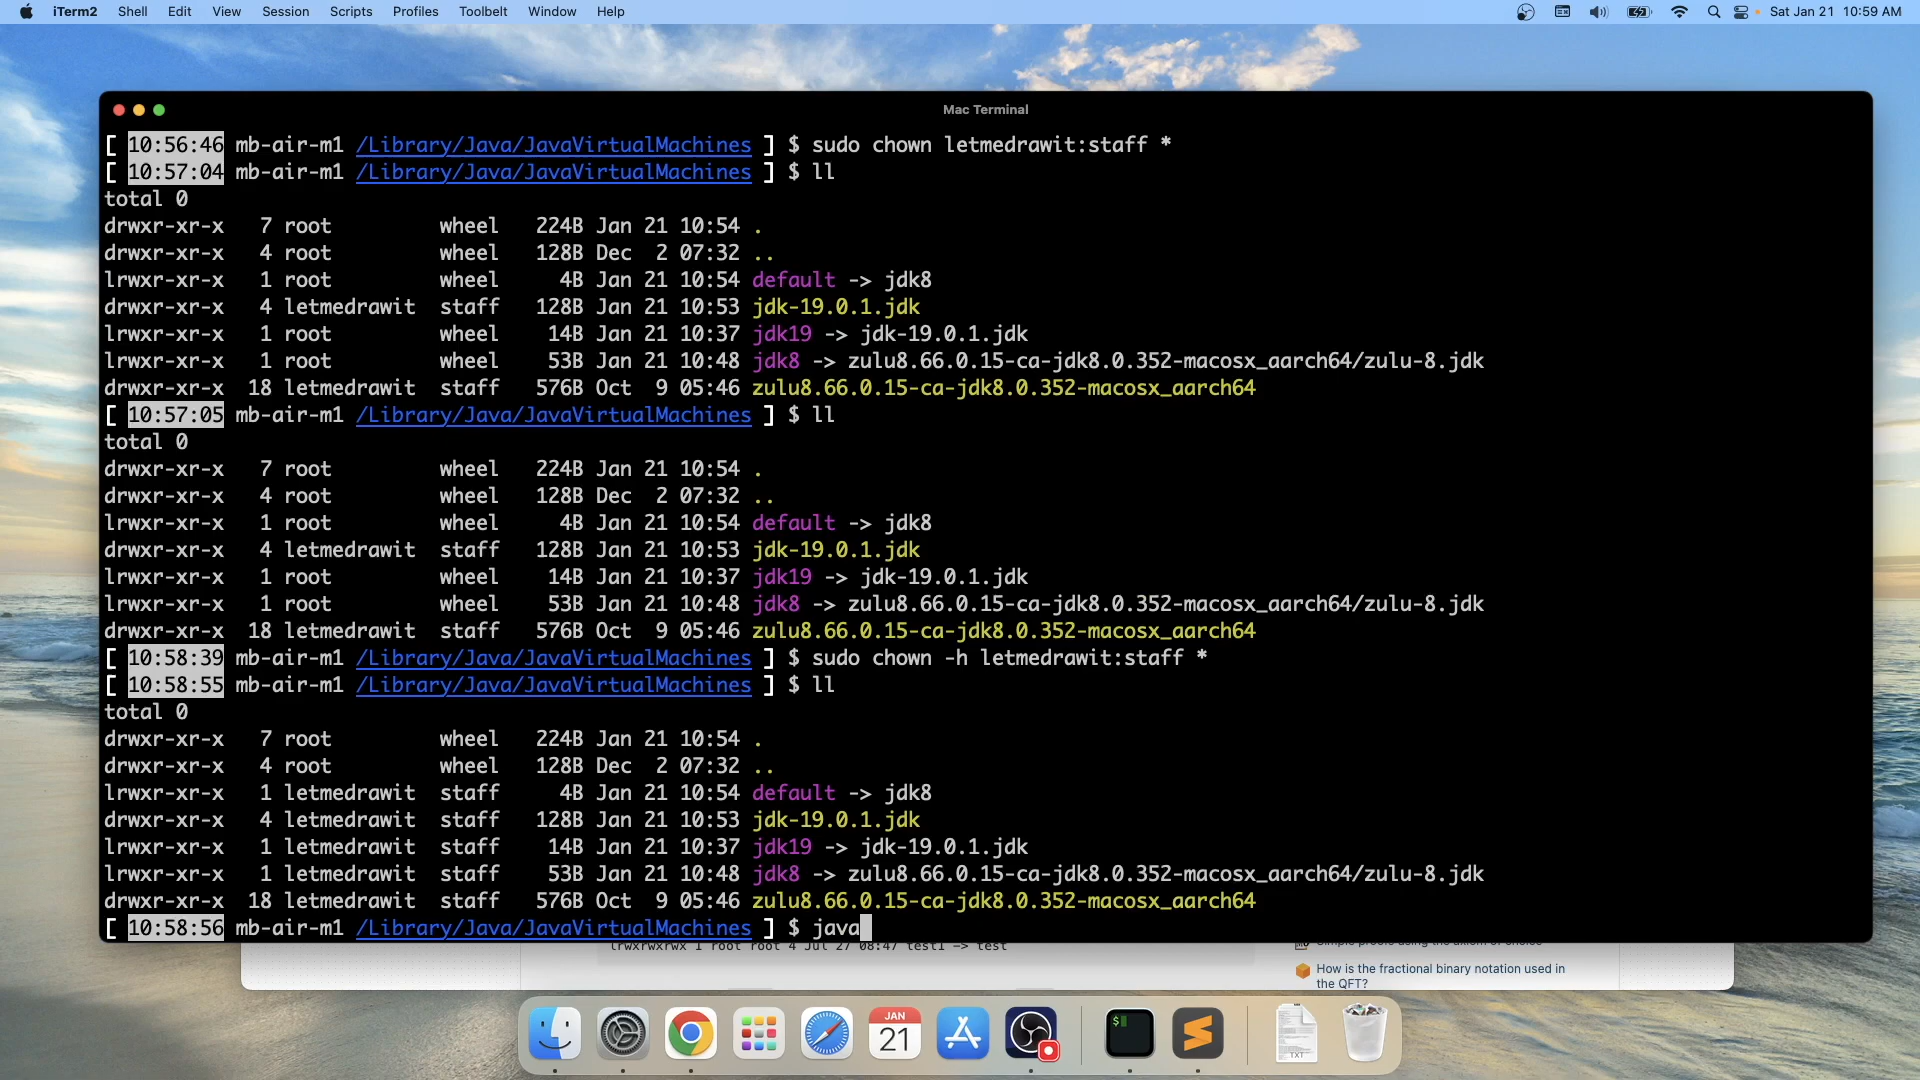 iTerm2 Shell Edit View Session Scripts Profiles Toolbelt Window Help Sat Jan 21 10:59 AM
Mac Terminal
[ 10:56:46 mb-air-m1 /Library/Java/JavaVirtualMachines ] $ sudo chown letmedrawit:staff *
[ 10:57:04 mb-air-m1 /Library/Java/JavaVirtualMachines ] $ ll
total 0
drwxr-xr-x 7 root wheel 224B Jan 21 10:54 .
drwxr-xr-x 4 root wheel 128B Dec 2 07:32 ..
lrwxr-xr-x 1 root wheel 4B Jan 21 10:54 default -> jdk8
drwxr-xr-x 4 letmedrawit staff 128B Jan 21 10:53 jdk-19.0.1.jdk
lrwxr-xr-x 1 root wheel 14B Jan 21 10:37 jdk19 -> jdk-19.0.1.jdk
lrwxr-xr-x 1 root wheel 53B Jan 21 10:48 jdk8 -> zulu8.66.0.15-ca-jdk8.0.352-macosx_aarch64/zulu-8.jdk
drwxr-xr-x 18 letmedrawit staff 576B Oct 9 05:46 zulu8.66.0.15-ca-jdk8.0.352-macosx_aarch64
[ 10:57:05 mb-air-m1 /Library/Java/JavaVirtualMachines ] $ ll
total 0
drwxr-xr-x 7 root wheel 224B Jan 21 10:54 .
drwxr-xr-x 4 root wheel 128B Dec 2 07:32 ..
lrwxr-xr-x 1 root wheel 4B Jan 21 10:54 default -> jdk8
drwxr-xr-x 4 letmedrawit staff 128B Jan 21 10:53 jdk-19.0.1.jdk
lrwxr-xr-x 1 root wheel 14B Jan 21 10:37 jdk19 -> jdk-19.0.1.jdk
lrwxr-xr-x 1 root wheel 53B Jan 21 10:48 jdk8 -> zulu8.66.0.15-ca-jdk8.0.352-macosx_aarch64/zulu-8.jdk
drwxr-xr-x 18 letmedrawit staff 576B Oct 9 05:46 zulu8.66.0.15-ca-jdk8.0.352-macosx_aarch64
[ 10:58:39 mb-air-m1 /Library/Java/JavaVirtualMachines ] $ sudo chown -h letmedrawit:staff *
[ 10:58:55 mb-air-m1 /Library/Java/JavaVirtualMachines ] $ ll
total 0
drwxr-xr-x 7 root wheel 224B Jan 21 10:54 .
drwxr-xr-x 4 root wheel 128B Dec 2 07:32 ..
lrwxr-xr-x 1 letmedrawit staff 4B Jan 21 10:54 default -> jdk8
drwxr-xr-x 4 letmedrawit staff 128B Jan 21 10:53 jdk-19.0.1.jdk
lrwxr-xr-x 1 letmedrawit staff 14B Jan 21 10:37 jdk19 -> jdk-19.0.1.jdk
lrwxr-xr-x 1 letmedrawit staff 53B Jan 21 10:48 jdk8 -> zulu8.66.0.15-ca-jdk8.0.352-macosx_aarch64/zulu-8.jdk
drwxr-xr-x 18 letmedrawit staff 576B Oct 9 05:46 zulu8.66.0.15-ca-jdk8.0.352-macosx_aarch64
[ 10:58:56 mb-air-m1 /Library/Java/JavaVirtualMachines ] $ java
lrwxrwxrwx 1 root root 4 Jul 27 08:47 test1 -> test
Simple proofs using the axiom of choice
How is the fractional binary notation used in
the QFT?
JAN
21
$
TXT